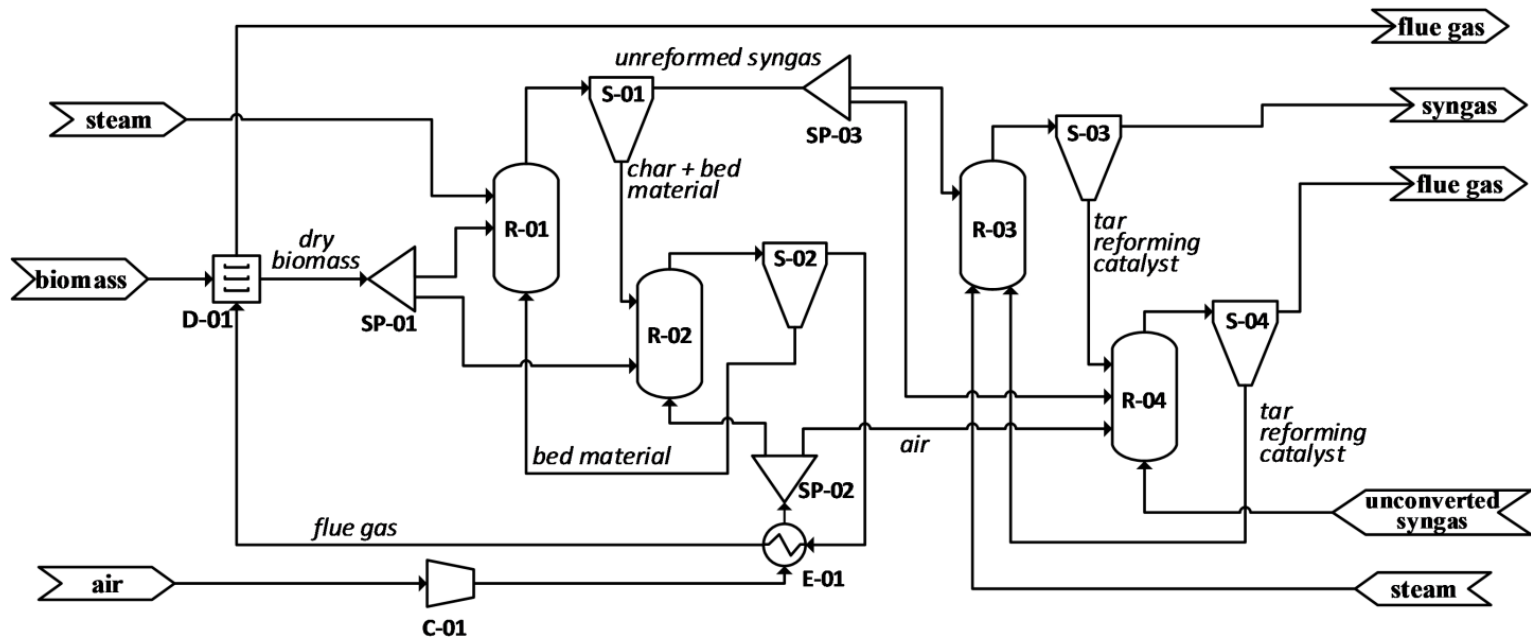 flue gas
unreformed syngas
S-01
steam
SP-03
S-03
syngas
char + bed
material
flue gas
R-01
R-03
tar
reforming
catalyst
dry
biomass
S-02
biomass
D-01
SP-01
R-02
S-04
R-04
tar
reforming
catalyst
air
bed material
SP-02
unconverted
syngas
flue gas
E-01
air
steam
C-01